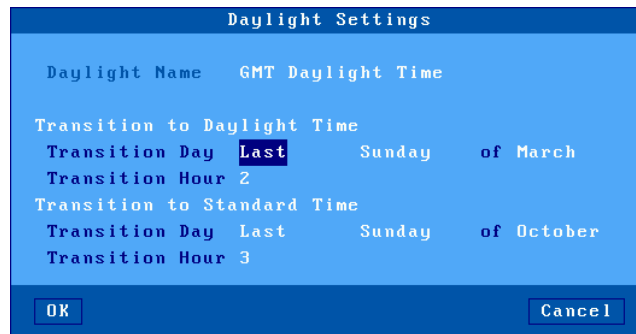 Daylight Settings
Daylight Name GMT Daylight Time
Transition to Daylight Time
Transition Day Last Sunday of March
Transition Hour 2
Transition to Standard Time
Transition Day Last Sunday of October
Transition Hour 3
OK Cancel